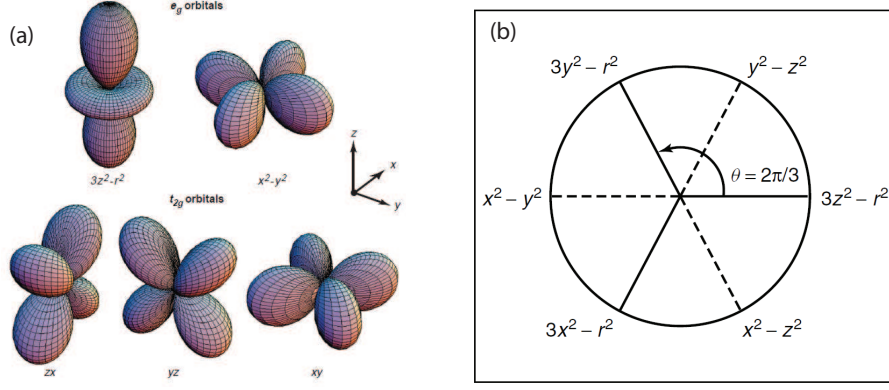 (a)
e_g orbitals
3z²-r²
x²-y²
z
x
y
t_2g orbitals
zx
yz
xy
(b)
3y² – r²
y² – z²
θ = 2π/3
x² – y²
3z² – r²
3x² – r²
x² – z²